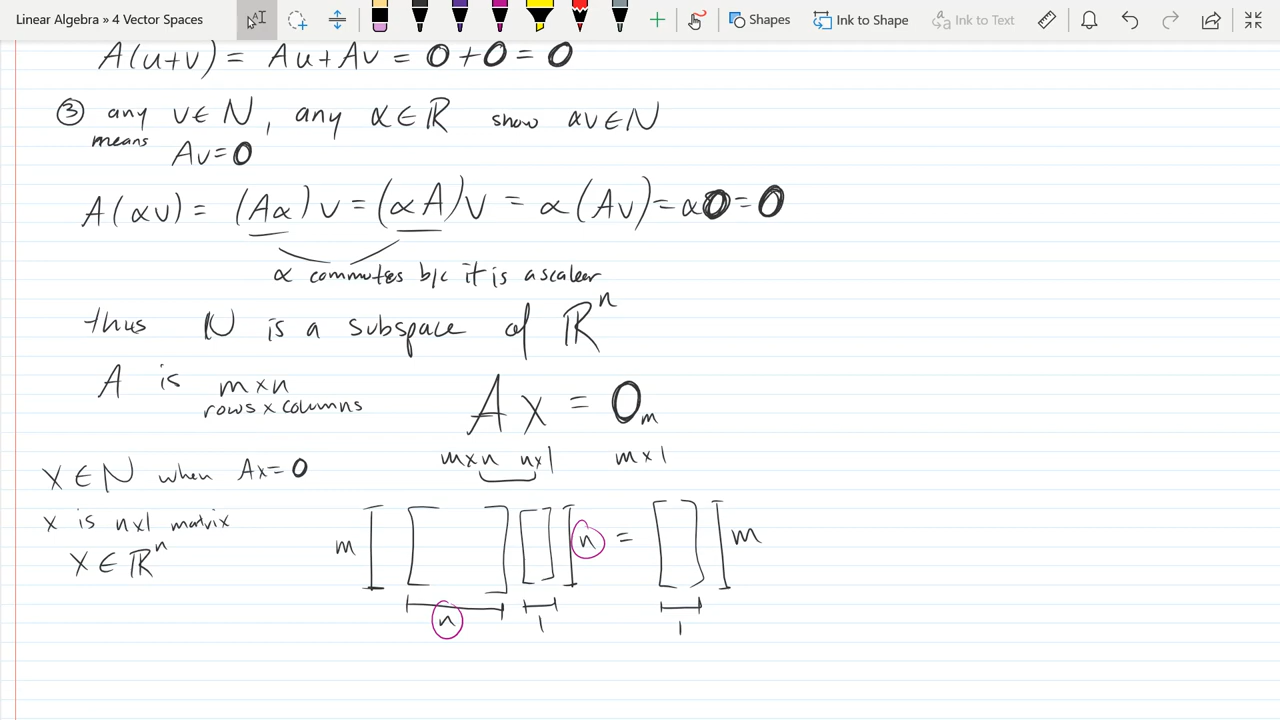 Linear Algebra » 4 Vector Spaces
Shapes
Ink to Shape
Ink to Text
A(u+v) = Au+Av = 0+0 = 0
③ any v∈N, any α∈ℝ show αv∈N
means Av=0
A(αv) = (Aα)v = (αA)v = α(Av) = α0 = 0
α commutes b/c it is a scaler
thus N is a subspace of ℝⁿ
A is m×n
rows × columns
Ax = 0ₘ
m×n n×1 m×1
x∈N when Ax=0
x is n×1 matrix
x∈ℝⁿ
m [ ] [ ] n = [ ] m
n 1 1